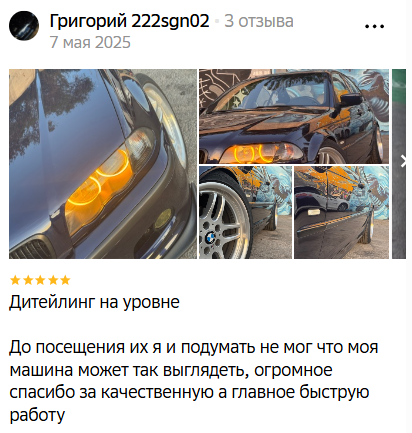 Григорий 222sgn02 • 3 отзыва
7 мая 2025
Дитейлинг на уровне
До посещения их я и подумать не мог что моя
машина может так выглядеть, огромное
спасибо за качественную а главное быструю
работу